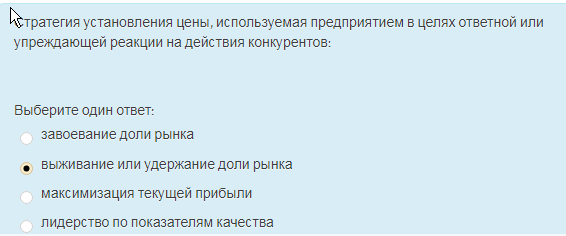 Стратегия установления цены, используемая предприятием в целях ответной или
упреждающей реакции на действия конкурентов:
Выберите один ответ:
завоевание доли рынка
выживание или удержание доли рынка
максимизация текущей прибыли
лидерство по показателям качества